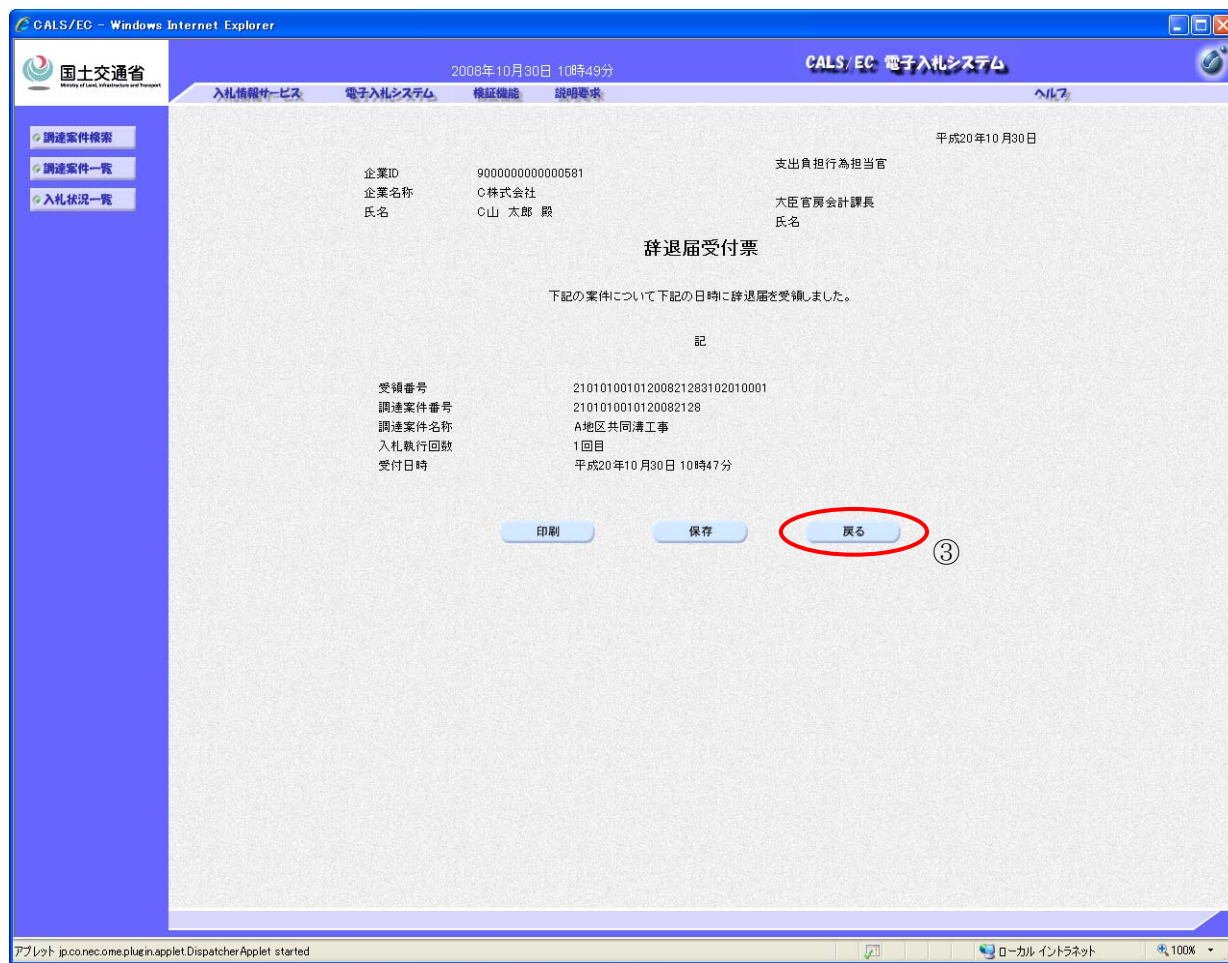 CALS/EC - Windows Internet Explorer
国土交通省
Ministry of Land, Infrastructure and Transport
2008年10月30日 10時49分
CALS/EC 電子入札システム
入札情報サービス 電子入札システム 検証機能 説明要求 ヘルプ
調達案件検索
調達案件一覧
入札状況一覧
平成20年10月30日
支出負担行為担当官
企業ID 9000000000000581
企業名称 C株式会社
大臣官房会計課長
氏名 C山 太郎 殿
氏名
辞退届受付票
下記の案件について下記の日時に辞退届を受領しました。
記
受領番号 21010100101200821283102010001
調達案件番号 2101010010120082128
調達案件名称 A地区共同溝工事
入札執行回数 1回目
受付日時 平成20年10月30日 10時47分
印刷 保存 戻る
③
アプレット jp.co.nec.ome.plugin.applet.DispatcherApplet started
ローカル イントラネット
100%